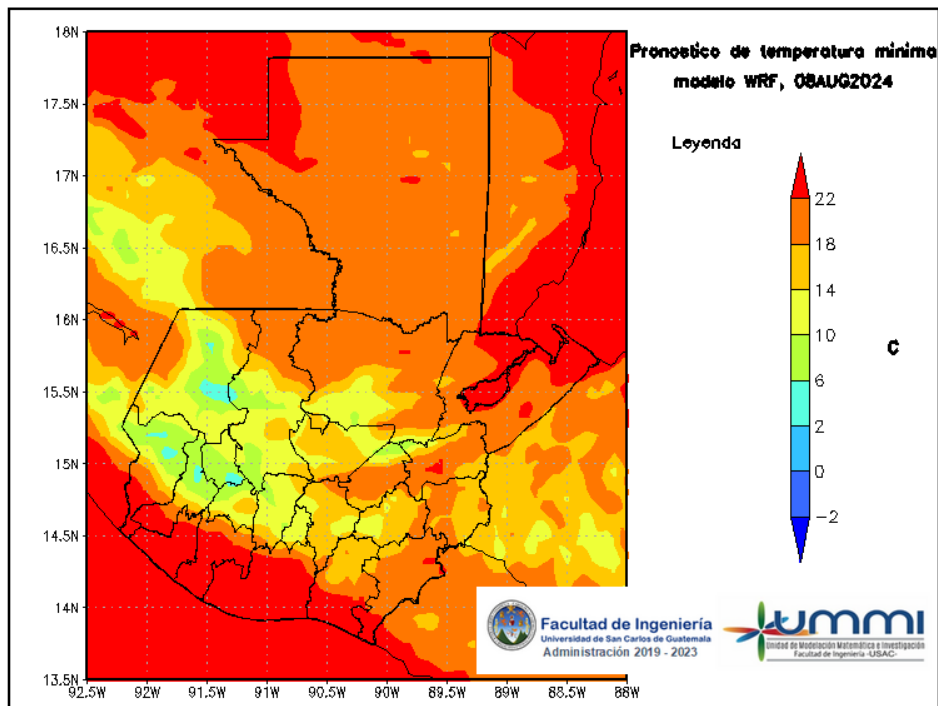 Pronostico de temperatura minima
modelo WRF, 08AUG2024
Leyenda
22
18
14
10
6
2
0
-2
C
18N
17.5N
17N
16.5N
16N
15.5N
15N
14.5N
14N
13.5N
92.5W 92W 91.5W 91W 90.5W 90W 89.5W 89W 88.5W 88W
Facultad de Ingeniería
Universidad de San Carlos de Guatemala
Administración 2019 - 2023
ummi
Unidad de Modelación Matemática e Investigación
Facultad de Ingeniería -USAC-